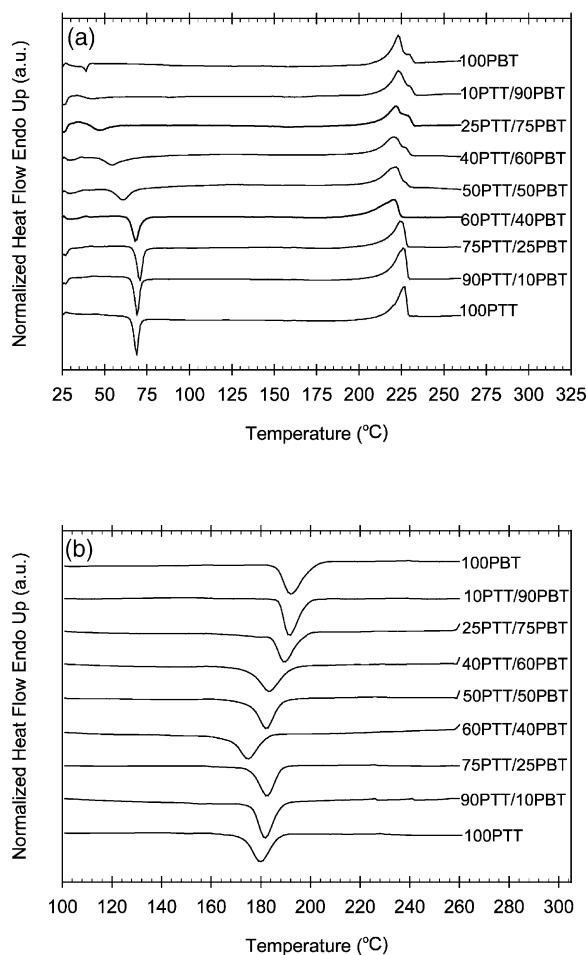 (a)
Normalized Heat Flow Endo Up (a.u.)
100PBT
10PTT/90PBT
25PTT/75PBT
40PTT/60PBT
50PTT/50PBT
60PTT/40PBT
75PTT/25PBT
90PTT/10PBT
100PTT
25 50 75 100 125 150 175 200 225 250 275 300 325
Temperature (°C)
(b)
Normalized Heat Flow Endo Up (a.u.)
100PBT
10PTT/90PBT
25PTT/75PBT
40PTT/60PBT
50PTT/50PBT
60PTT/40PBT
75PTT/25PBT
90PTT/10PBT
100PTT
100 120 140 160 180 200 220 240 260 280 300
Temperature (°C)